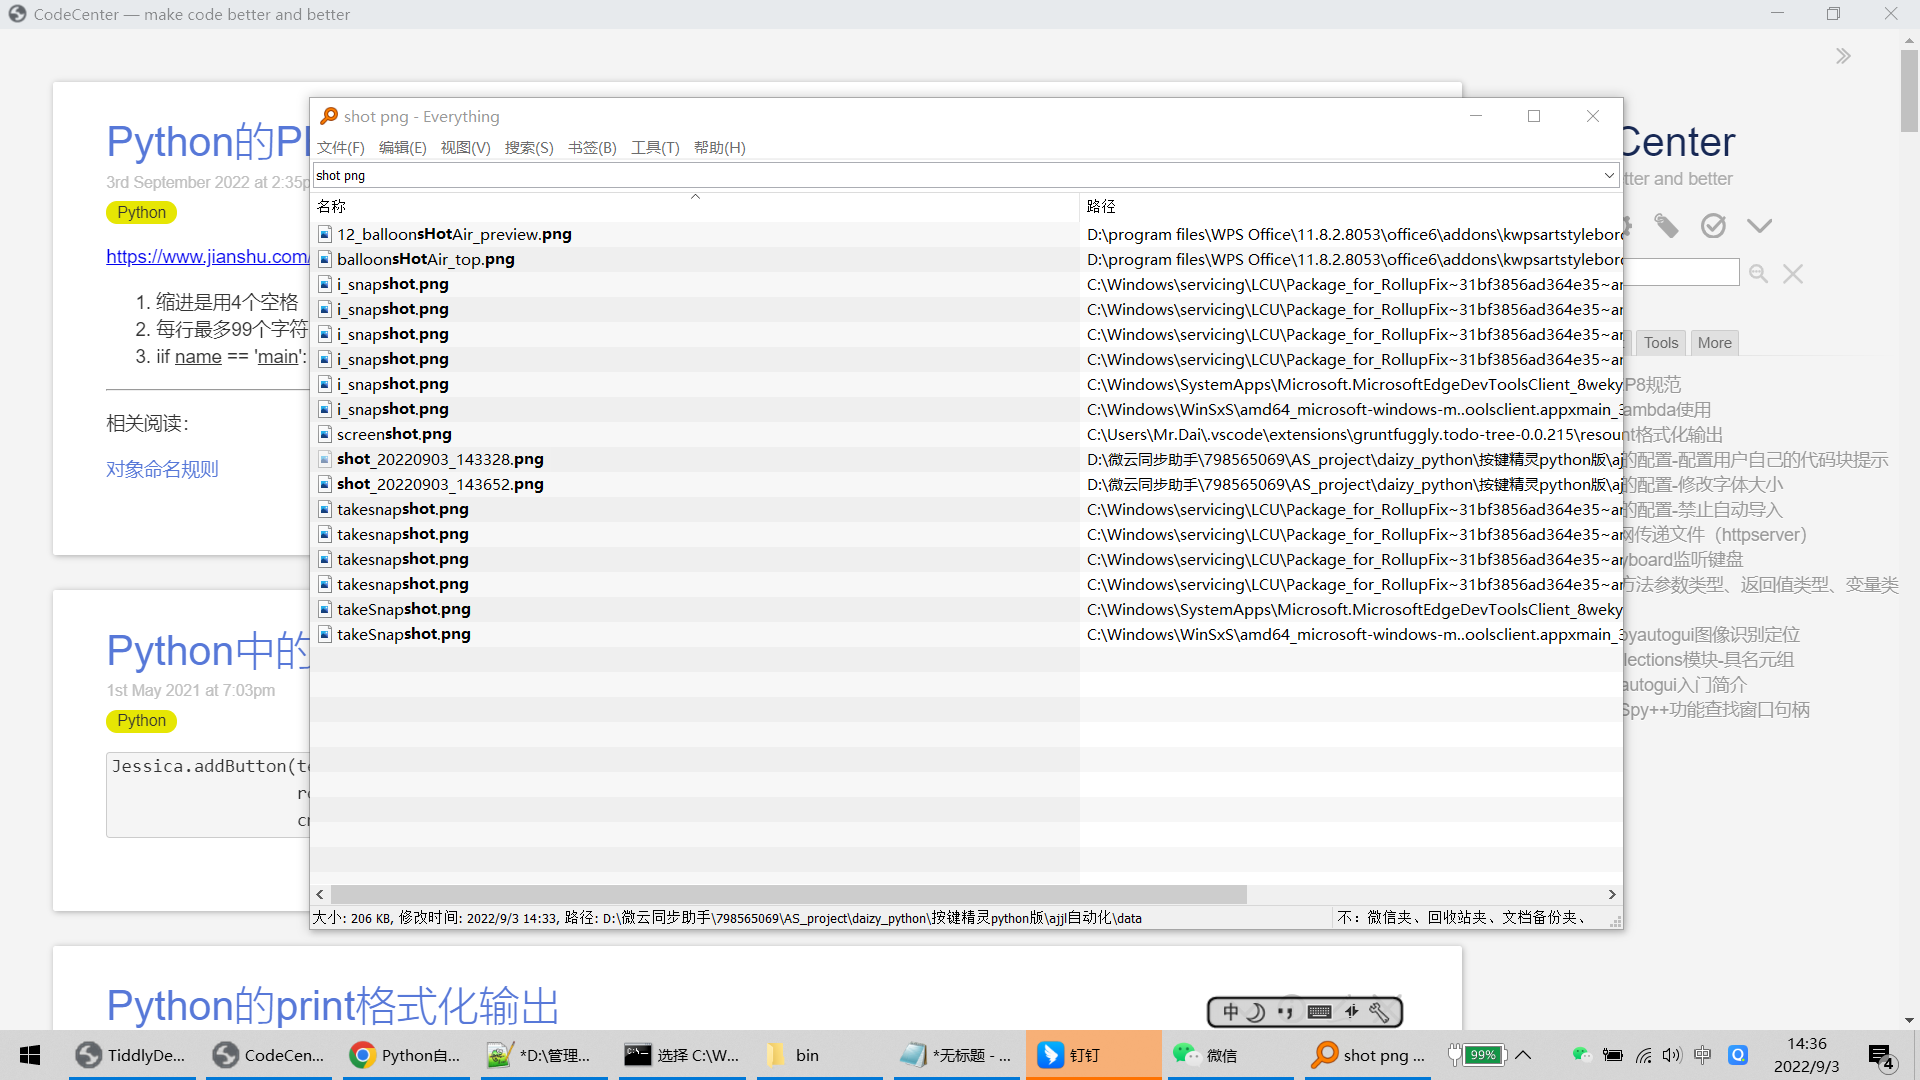 CodeCenter — make code better and better
Python的P
3rd September 2022 at 2:35p
Python
https://www.jianshu.com/
1. 缩进是用4个空格
2. 每行最多99个字符
3. iif name == 'main':
相关阅读：
对象命名规则
Python中的
1st May 2021 at 7:03pm
Python
Jessica.addButton(te
re
cr
Python的print格式化输出
shot png - Everything
文件(F) 编辑(E) 视图(V) 搜索(S) 书签(B) 工具(T) 帮助(H)
shot png
名称 路径
12_balloonsHotAir_preview.png D:\program files\WPS Office\11.8.2.8053\office6\addons\kwpsartstyleboro
balloonsHotAir_top.png D:\program files\WPS Office\11.8.2.8053\office6\addons\kwpsartstyleboro
i_snapshot.png C:\Windows\servicing\LCU\Package_for_RollupFix~31bf3856ad364e35~ar
i_snapshot.png C:\Windows\servicing\LCU\Package_for_RollupFix~31bf3856ad364e35~ar
i_snapshot.png C:\Windows\servicing\LCU\Package_for_RollupFix~31bf3856ad364e35~ar
i_snapshot.png C:\Windows\servicing\LCU\Package_for_RollupFix~31bf3856ad364e35~ar
i_snapshot.png C:\Windows\SystemApps\Microsoft.MicrosoftEdgeDevToolsClient_8weky
i_snapshot.png C:\Windows\WinSxS\amd64_microsoft-windows-m..oolsclient.appxmain_3
screenshot.png C:\Users\Mr.Dai\.vscode\extensions\gruntfuggly.todo-tree-0.0.215\resour
shot_20220903_143328.png D:\微云同步助手\798565069\AS_project\daizy_python\按键精灵python版\aj
shot_20220903_143652.png D:\微云同步助手\798565069\AS_project\daizy_python\按键精灵python版\aj
takesnapshot.png C:\Windows\servicing\LCU\Package_for_RollupFix~31bf3856ad364e35~ar
takesnapshot.png C:\Windows\servicing\LCU\Package_for_RollupFix~31bf3856ad364e35~ar
takesnapshot.png C:\Windows\servicing\LCU\Package_for_RollupFix~31bf3856ad364e35~ar
takesnapshot.png C:\Windows\servicing\LCU\Package_for_RollupFix~31bf3856ad364e35~ar
takeSnapshot.png C:\Windows\SystemApps\Microsoft.MicrosoftEdgeDevToolsClient_8weky
takeSnapshot.png C:\Windows\WinSxS\amd64_microsoft-windows-m..oolsclient.appxmain_3
大小: 206 KB, 修改时间: 2022/9/3 14:33, 路径: D:\微云同步助手\798565069\AS_project\daizy_python\按键精灵python版\ajjl自动化\data 不：微信夹、回收站夹、文档备份夹、
Center
tter and better
Tools More
P8规范
ambda使用
nt格式化输出
的配置-配置用户自己的代码块提示
的配置-修改字体大小
的配置-禁止自动导入
网传递文件（httpserver）
yboard监听键盘
方法参数类型、返回值类型、变量类
pyautogui图像识别定位
lections模块-具名元组
autogui入门简介
Spy++功能查找窗口句柄
中
TiddlyDe... CodeCen... Python自... *D:\管理... 选择 C:\W... bin *无标题 - ... 钉钉 微信 shot png ... 99% 中 14:36
2022/9/3 4